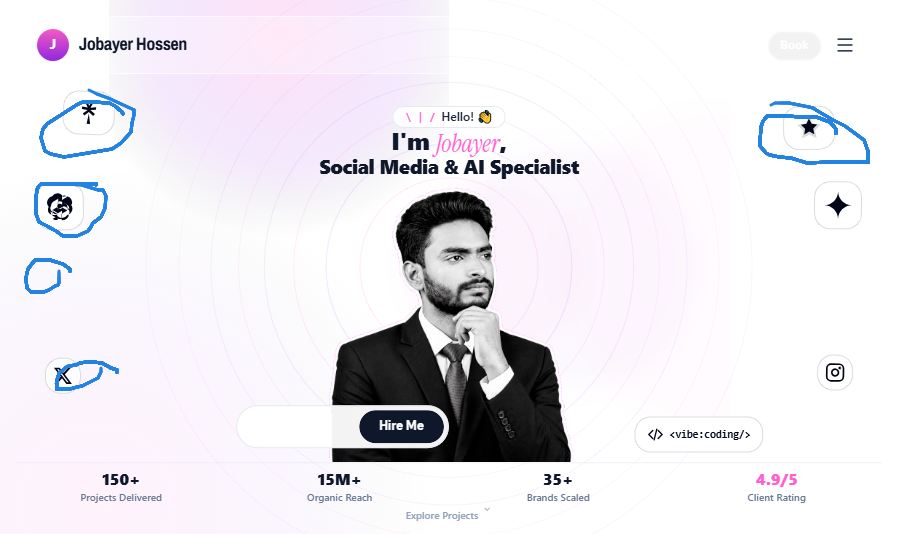 J Jobayer Hossen Book
\ | / Hello! 👋
I'm Jobayer,
Social Media & AI Specialist
Hire Me
<vibe:coding/>
150+ 15M+ 35+ 4.9/5
Projects Delivered Organic Reach Brands Scaled Client Rating
Explore Projects